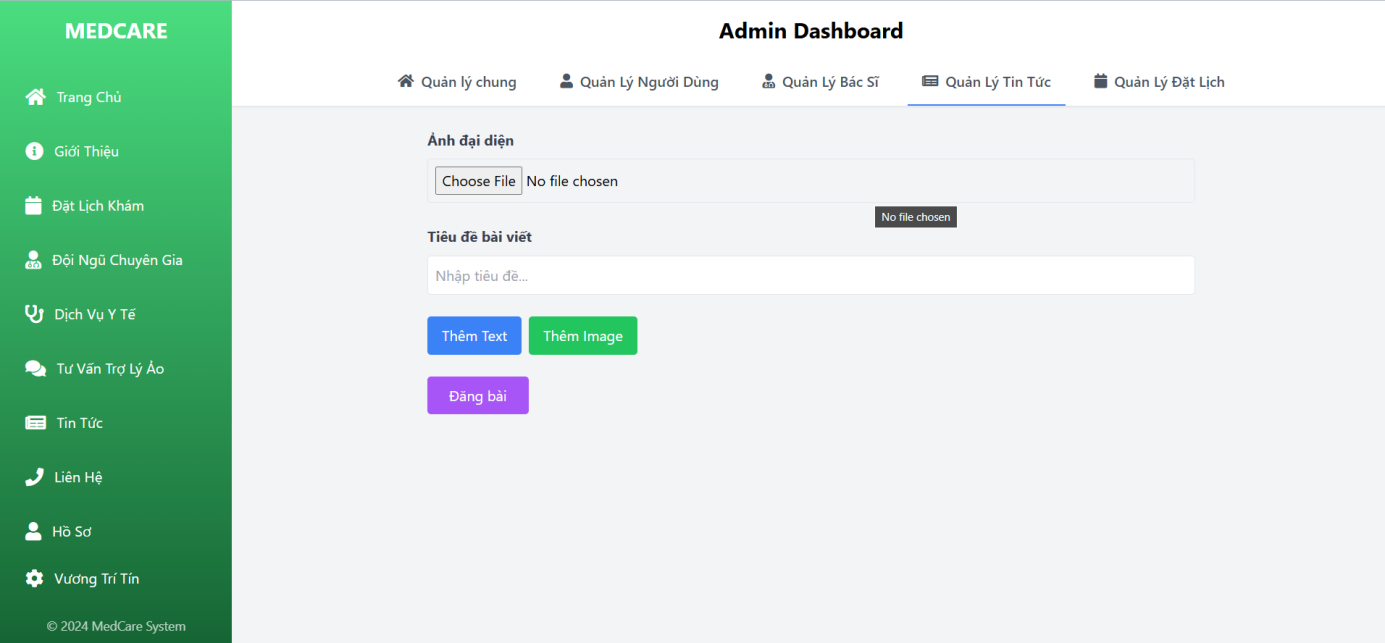 MEDCARE
Trang Chủ
Giới Thiệu
Đặt Lịch Khám
Đội Ngũ Chuyên Gia
Dịch Vụ Y Tế
Tư Vấn Trợ Lý Ảo
Tin Tức
Liên Hệ
Hồ Sơ
Vương Trí Tín
© 2024 MedCare System
Admin Dashboard
Quản lý chung Quản Lý Người Dùng Quản Lý Bác Sĩ Quản Lý Tin Tức Quản Lý Đặt Lịch
Ảnh đại diện
Choose File No file chosen
No file chosen
Tiêu đề bài viết
Nhập tiêu đề...
Thêm Text Thêm Image
Đăng bài